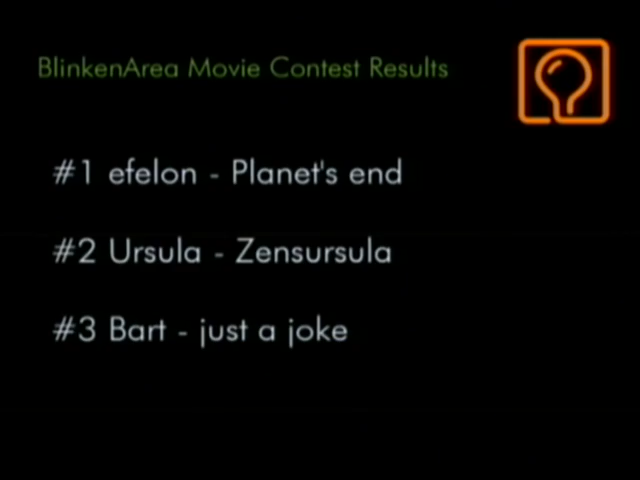 BlinkenArea Movie Contest Results
#1 efelon - Planet's end
#2 Ursula - Zensursula
#3 Bart - just a joke